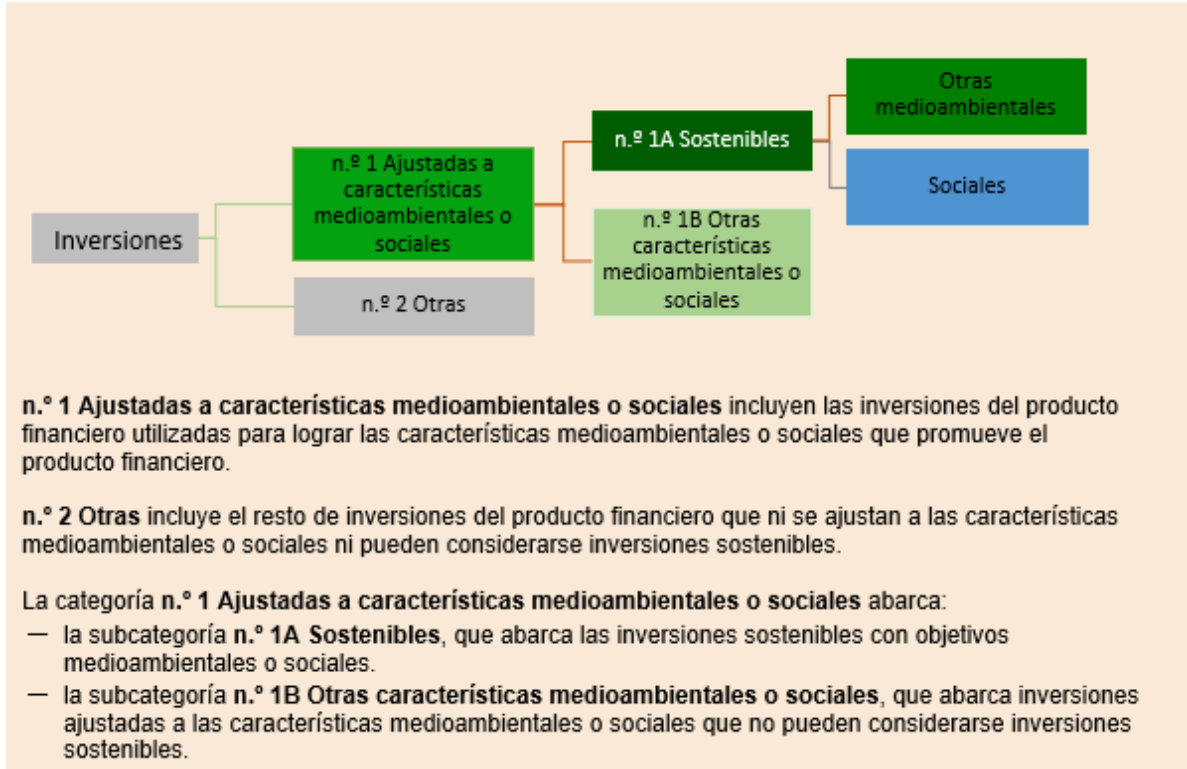 Otras
medioambientales
n.º 1A Sostenibles
n.º 1 Ajustadas a
características
medioambientales o
sociales
Sociales
Inversiones
n.º 1B Otras
características
medioambientales o
sociales
n.º 2 Otras
n.º 1 Ajustadas a características medioambientales o sociales incluyen las inversiones del producto
financiero utilizadas para lograr las características medioambientales o sociales que promueve el
producto financiero.
n.º 2 Otras incluye el resto de inversiones del producto financiero que ni se ajustan a las características
medioambientales o sociales ni pueden considerarse inversiones sostenibles.
La categoría n.º 1 Ajustadas a características medioambientales o sociales abarca:
— la subcategoría n.º 1A Sostenibles, que abarca las inversiones sostenibles con objetivos
medioambientales o sociales.
— la subcategoría n.º 1B Otras características medioambientales o sociales, que abarca inversiones
ajustadas a las características medioambientales o sociales que no pueden considerarse inversiones
sostenibles.